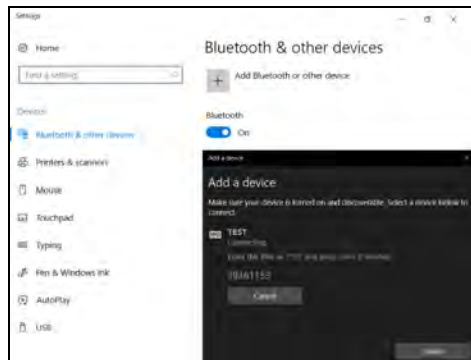 Settings
Home
Find a setting
Devices
Bluetooth & other devices
Printers & scanners
Mouse
Touchpad
Typing
Pen & Windows Ink
AutoPlay
USB
Bluetooth & other devices
Add Bluetooth or other device
Bluetooth
On
Add a device
Add a device
Make sure your device is turned on and discoverable. Select a device below to
connect.
TEST
Connecting
Cancel